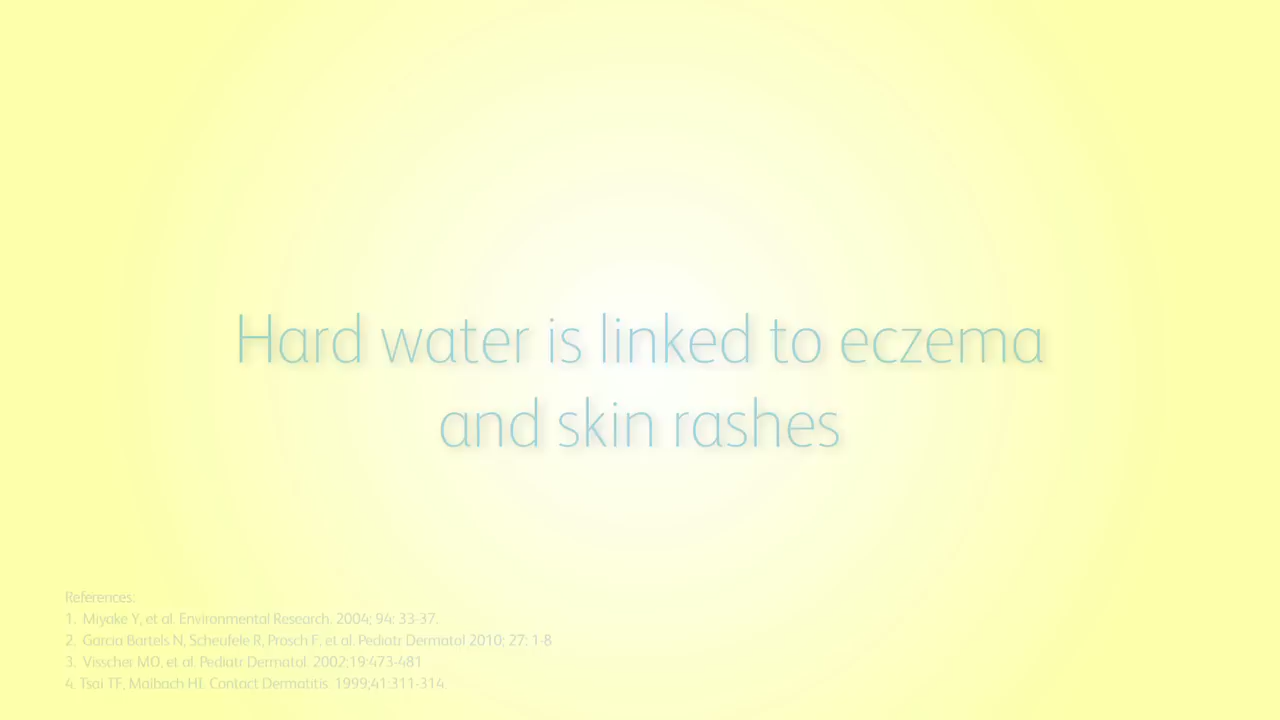 Hard water is linked to eczema
and skin rashes
References:
1. Miyake Y, et al. Environmental Research. 2004; 94: 33-37.
2. Garcia Bartels N, Scheufele R, Prosch F, et al. Pediatr Dermatol 2010; 27: 1-8
3. Visscher MO, et al. Pediatr Dermatol. 2002;19:473-481
4. Tsai TF, Maibach HI. Contact Dermatitis. 1999;41:311-314.